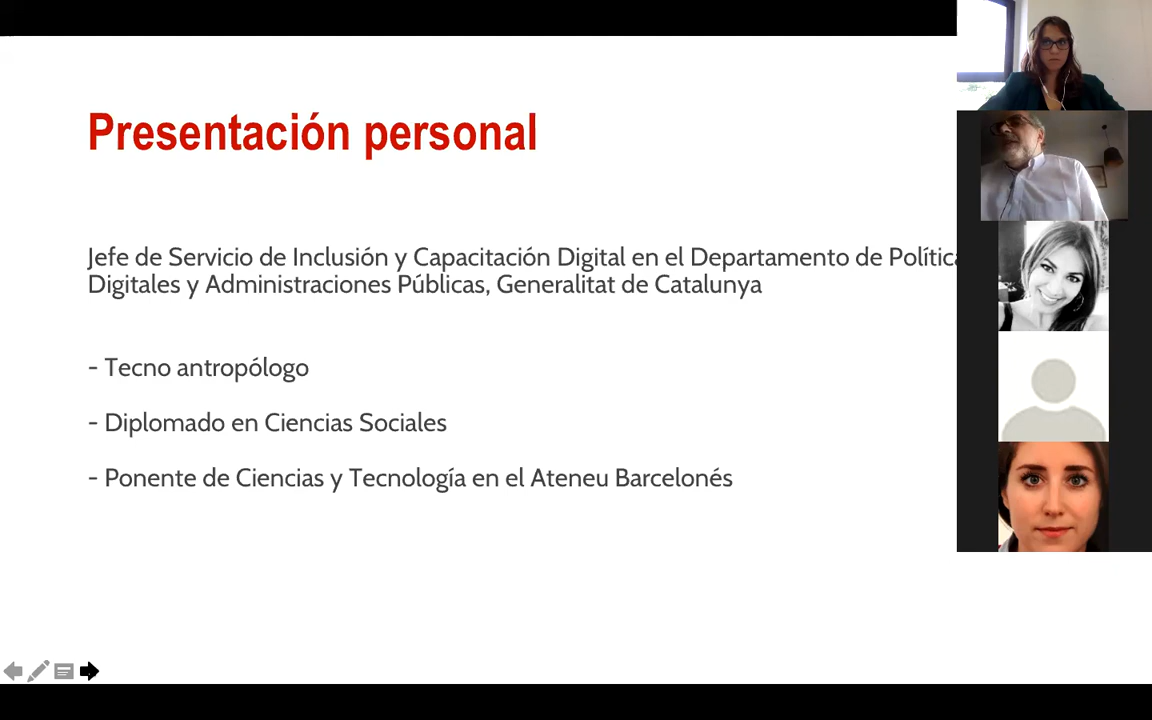 Presentación personal
Jefe de Servicio de Inclusión y Capacitación Digital en el Departamento de Polític
Digitales y Administraciones Públicas, Generalitat de Catalunya
- Tecno antropólogo
- Diplomado en Ciencias Sociales
- Ponente de Ciencias y Tecnología en el Ateneu Barcelonés